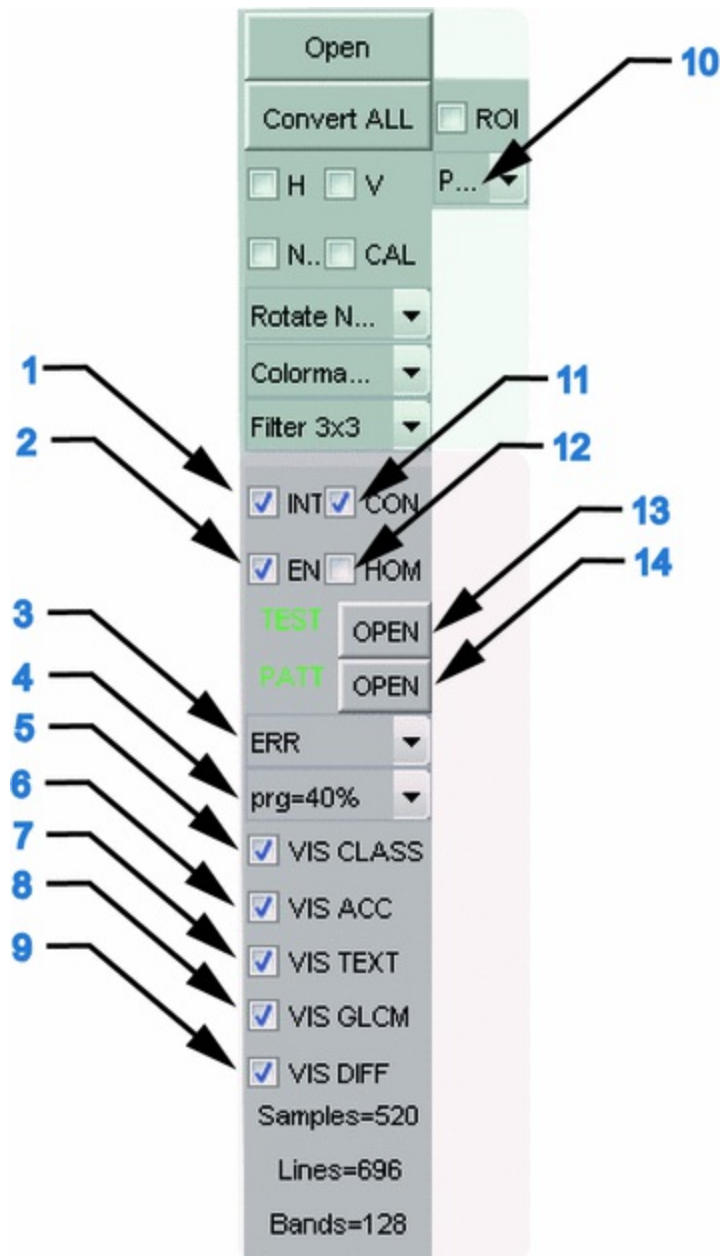 Open
10
Convert ALL ROI
H V P...
N.. CAL
Rotate N...
1 Colorma... 11
2 Filter 3x3 12
INT CON 13
EN HOM 14
3 TEST OPEN
4 PATT OPEN
5 ERR
6 prg=40%
7 VIS CLASS
8 VIS ACC
9 VIS TEXT
VIS GLCM
VIS DIFF
Samples=520
Lines=696
Bands=128